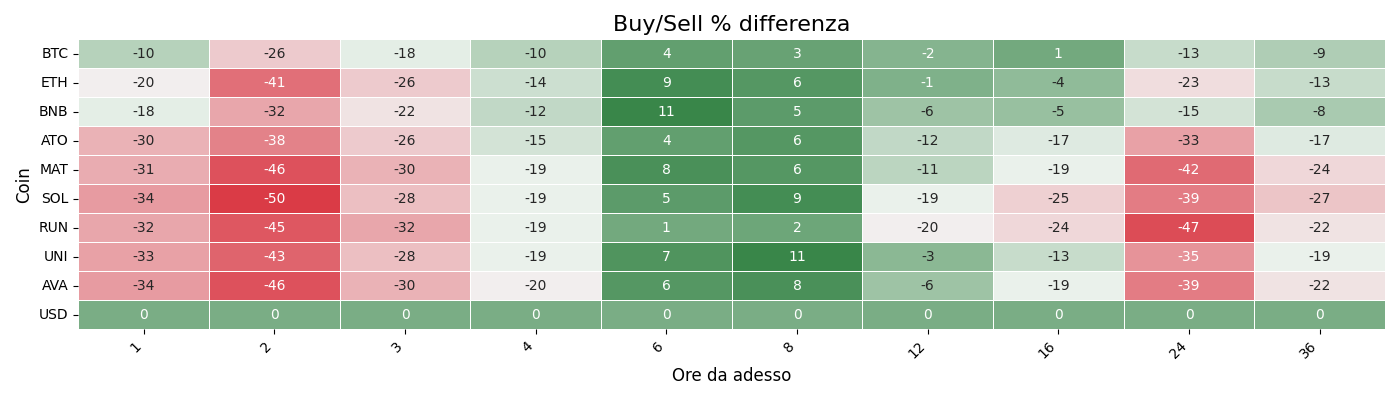 Buy/Sell % differenza
Coin
BTC -10 -26 -18 -10 4 3 -2 1 -13 -9
ETH -20 -41 -26 -14 9 6 -1 -4 -23 -13
BNB -18 -32 -22 -12 11 5 -6 -5 -15 -8
ATO -30 -38 -26 -15 4 6 -12 -17 -33 -17
MAT -31 -46 -30 -19 8 6 -11 -19 -42 -24
SOL -34 -50 -28 -19 5 9 -19 -25 -39 -27
RUN -32 -45 -32 -19 1 2 -20 -24 -47 -22
UNI -33 -43 -28 -19 7 11 -3 -13 -35 -19
AVA -34 -46 -30 -20 6 8 -6 -19 -39 -22
USD 0 0 0 0 0 0 0 0 0 0
1 2 3 4 6 8 12 16 24 36
Ore da adesso